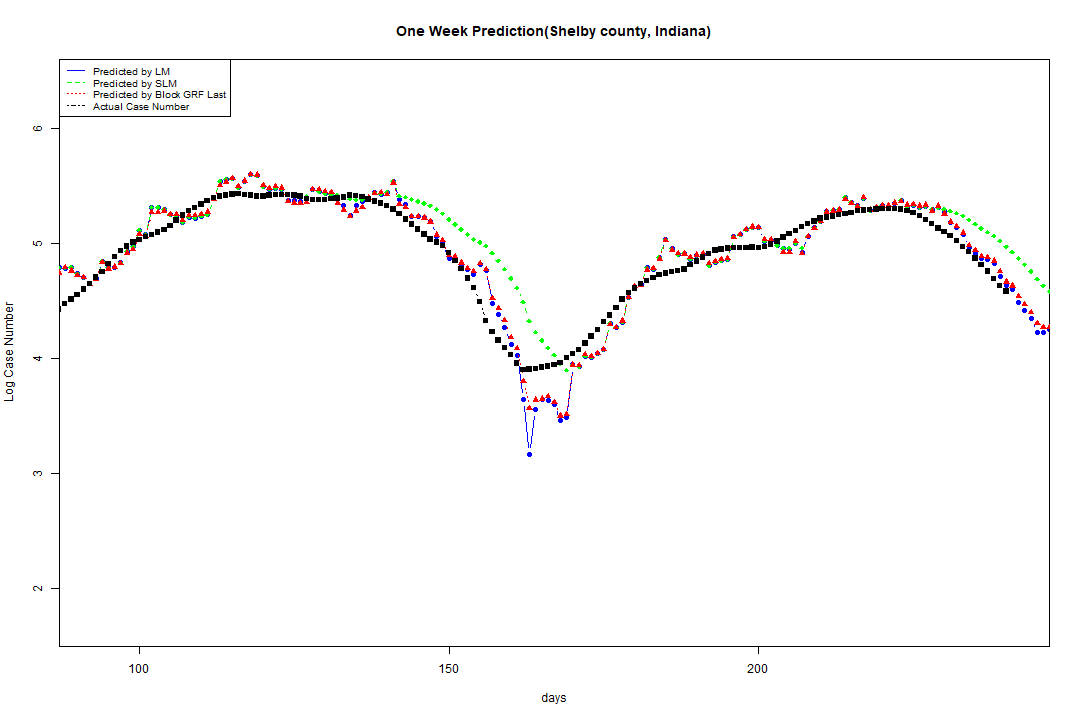 One Week Prediction(Shelby county, Indiana)
Predicted by LM
Predicted by SLM
Predicted by Block GRF Last
Actual Case Number
6
5
4
3
2
Log Case Number
100 150 200
days